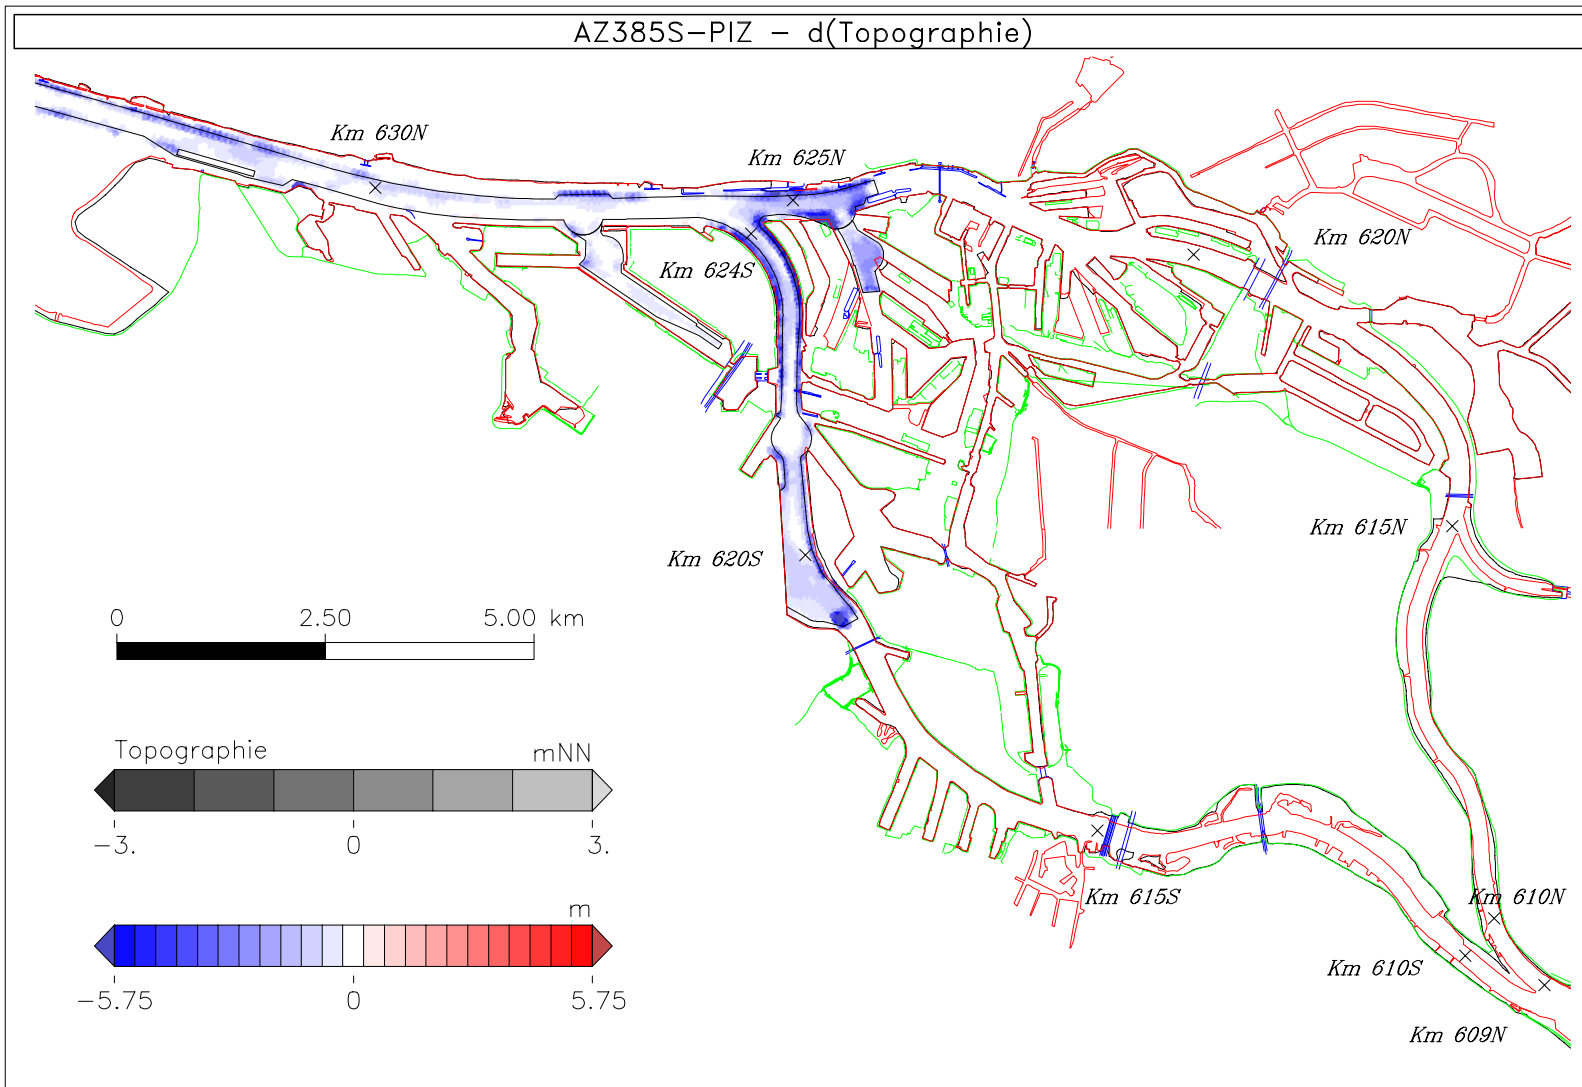 AZ385S-PIZ - d(Topographie)
Km 630N
Km 625N
Km 620N
Km 624S
Km 615N
Km 620S
0 2.50 5.00 km
Topographie mNN
-3. 0 3.
Km 615S
Km 610N
m
Km 610S
-5.75 0 5.75
Km 609N